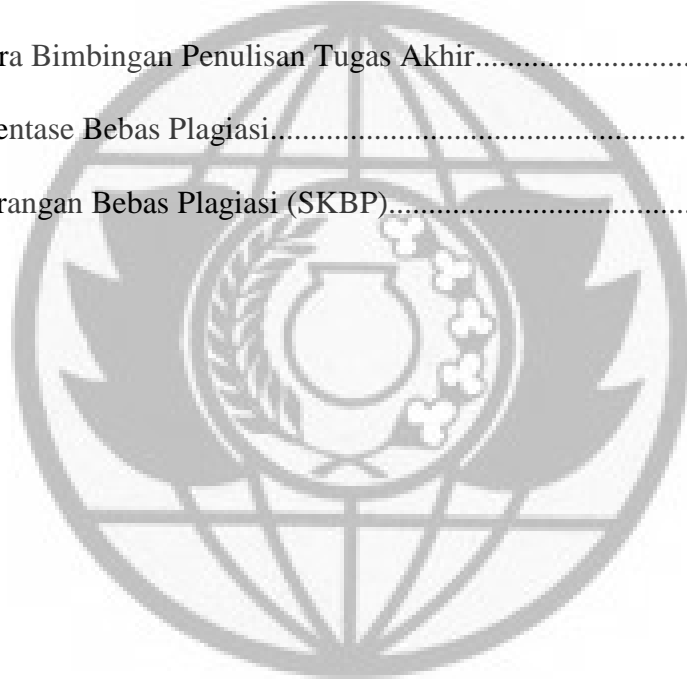 ra Bimbingan Penulisan Tugas Akhir.............................
entase Bebas Plagiasi.........................................................
rangan Bebas Plagiasi (SKBP)........................................